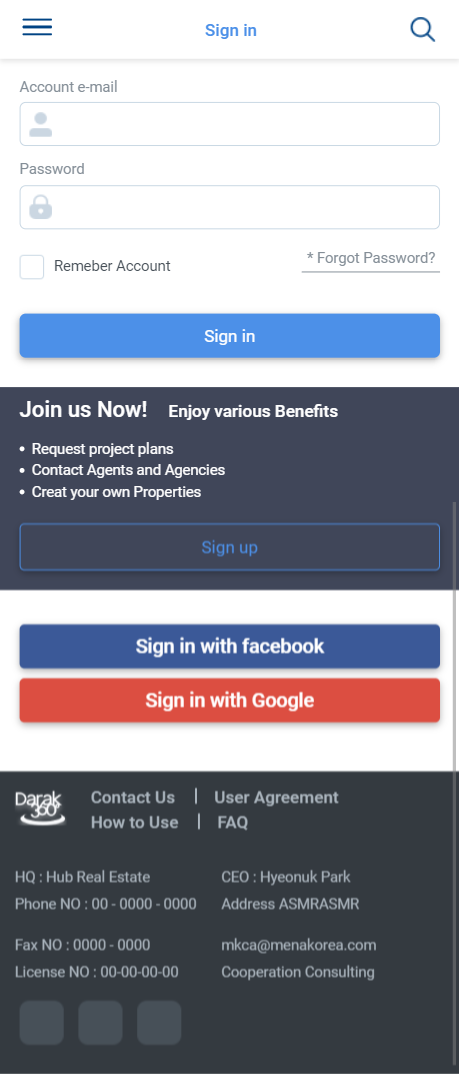 Sign in
Account e-mail
Password
Remeber Account
* Forgot Password?
Sign in
Join us Now! Enjoy various Benefits
• Request project plans
• Contact Agents and Agencies
• Creat your own Properties
Sign up
Sign in with facebook
Sign in with Google
Darak 360°
Contact Us | User Agreement
How to Use | FAQ
HQ : Hub Real Estate
CEO : Hyeonuk Park
Phone NO : 00 - 0000 - 0000
Address ASMRASMR
Fax NO : 0000 - 0000
mkca@menakorea.com
License NO : 00-00-00-00
Cooperation Consulting